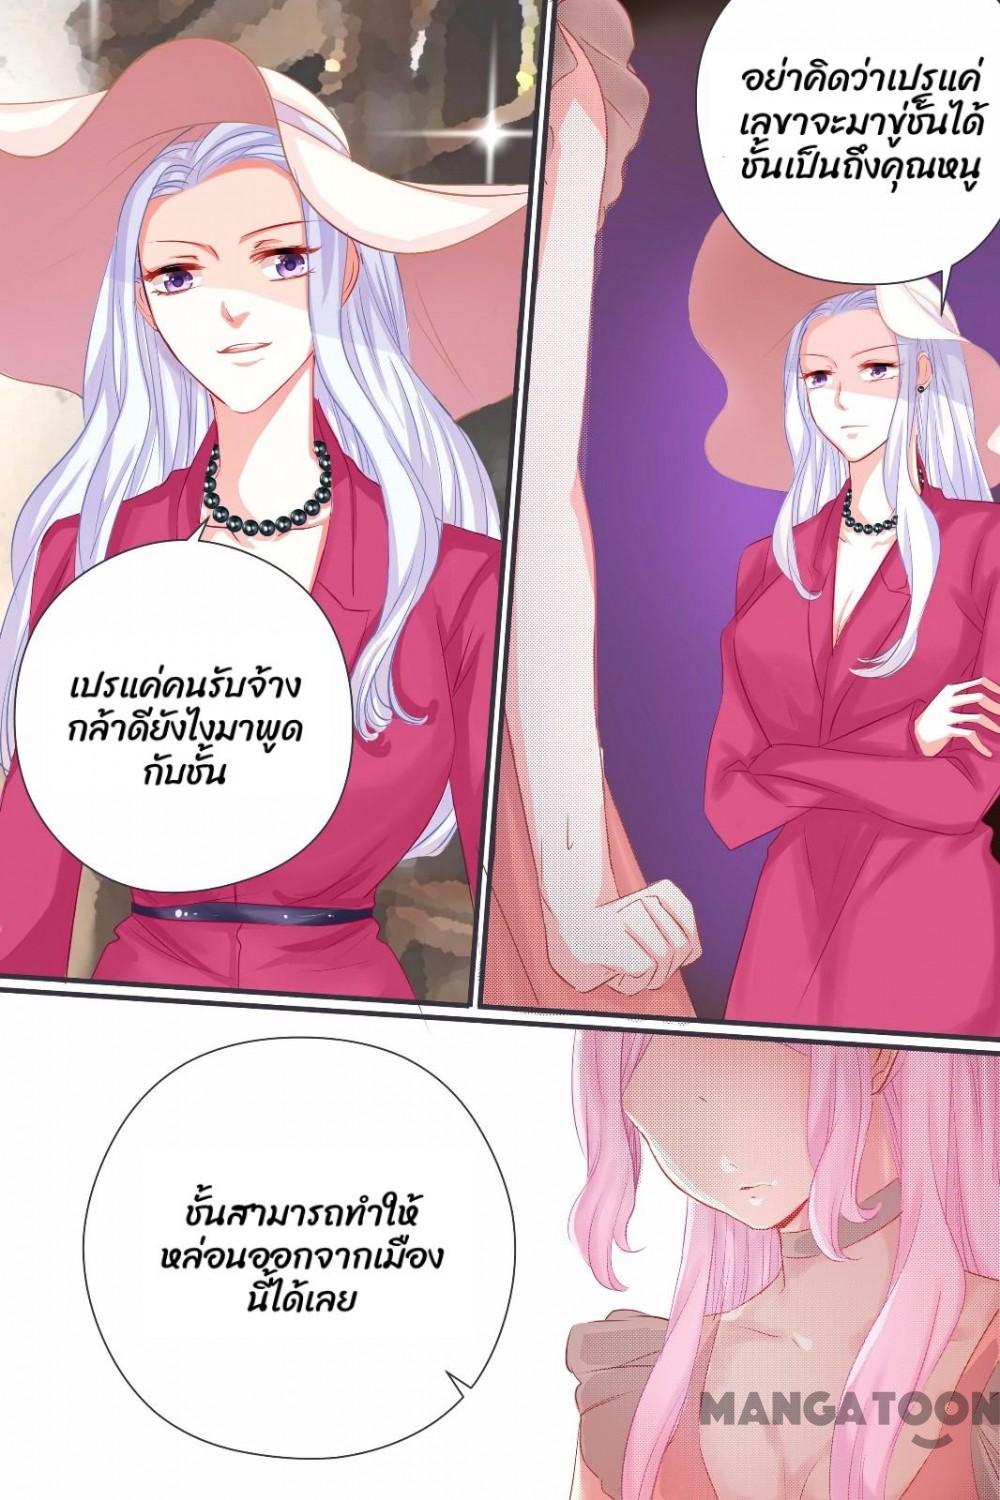 เปรแค่คนรับจ้าง
กล้าดียังไงมาพูด
กับชั้น
อย่าคิดว่าเปรแค่
เลขาจะมาขู่ชั้นได้
ชั้นเป็นถึงคุณหนู
ชั้นสามารถทำให้
หล่อนออกจากเมือง
นี้ได้เลย
MANGATOON